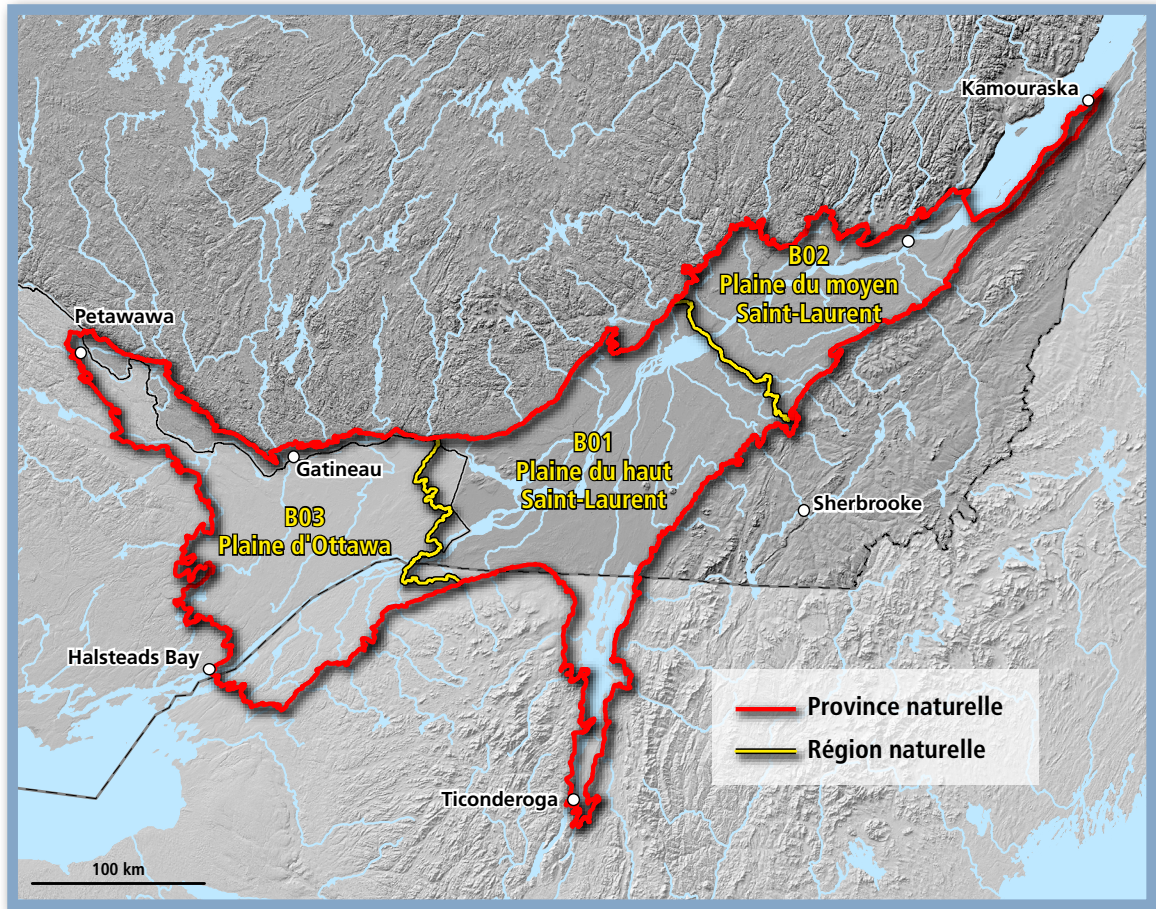 Kamouraska
B02
Plaine du moyen
Saint-Laurent
Petawawa
Gatineau
B01
Plaine du haut
Saint-Laurent
Sherbrooke
B03
Plaine d'Ottawa
Halsteads Bay
Province naturelle
Région naturelle
Ticonderoga
100 km